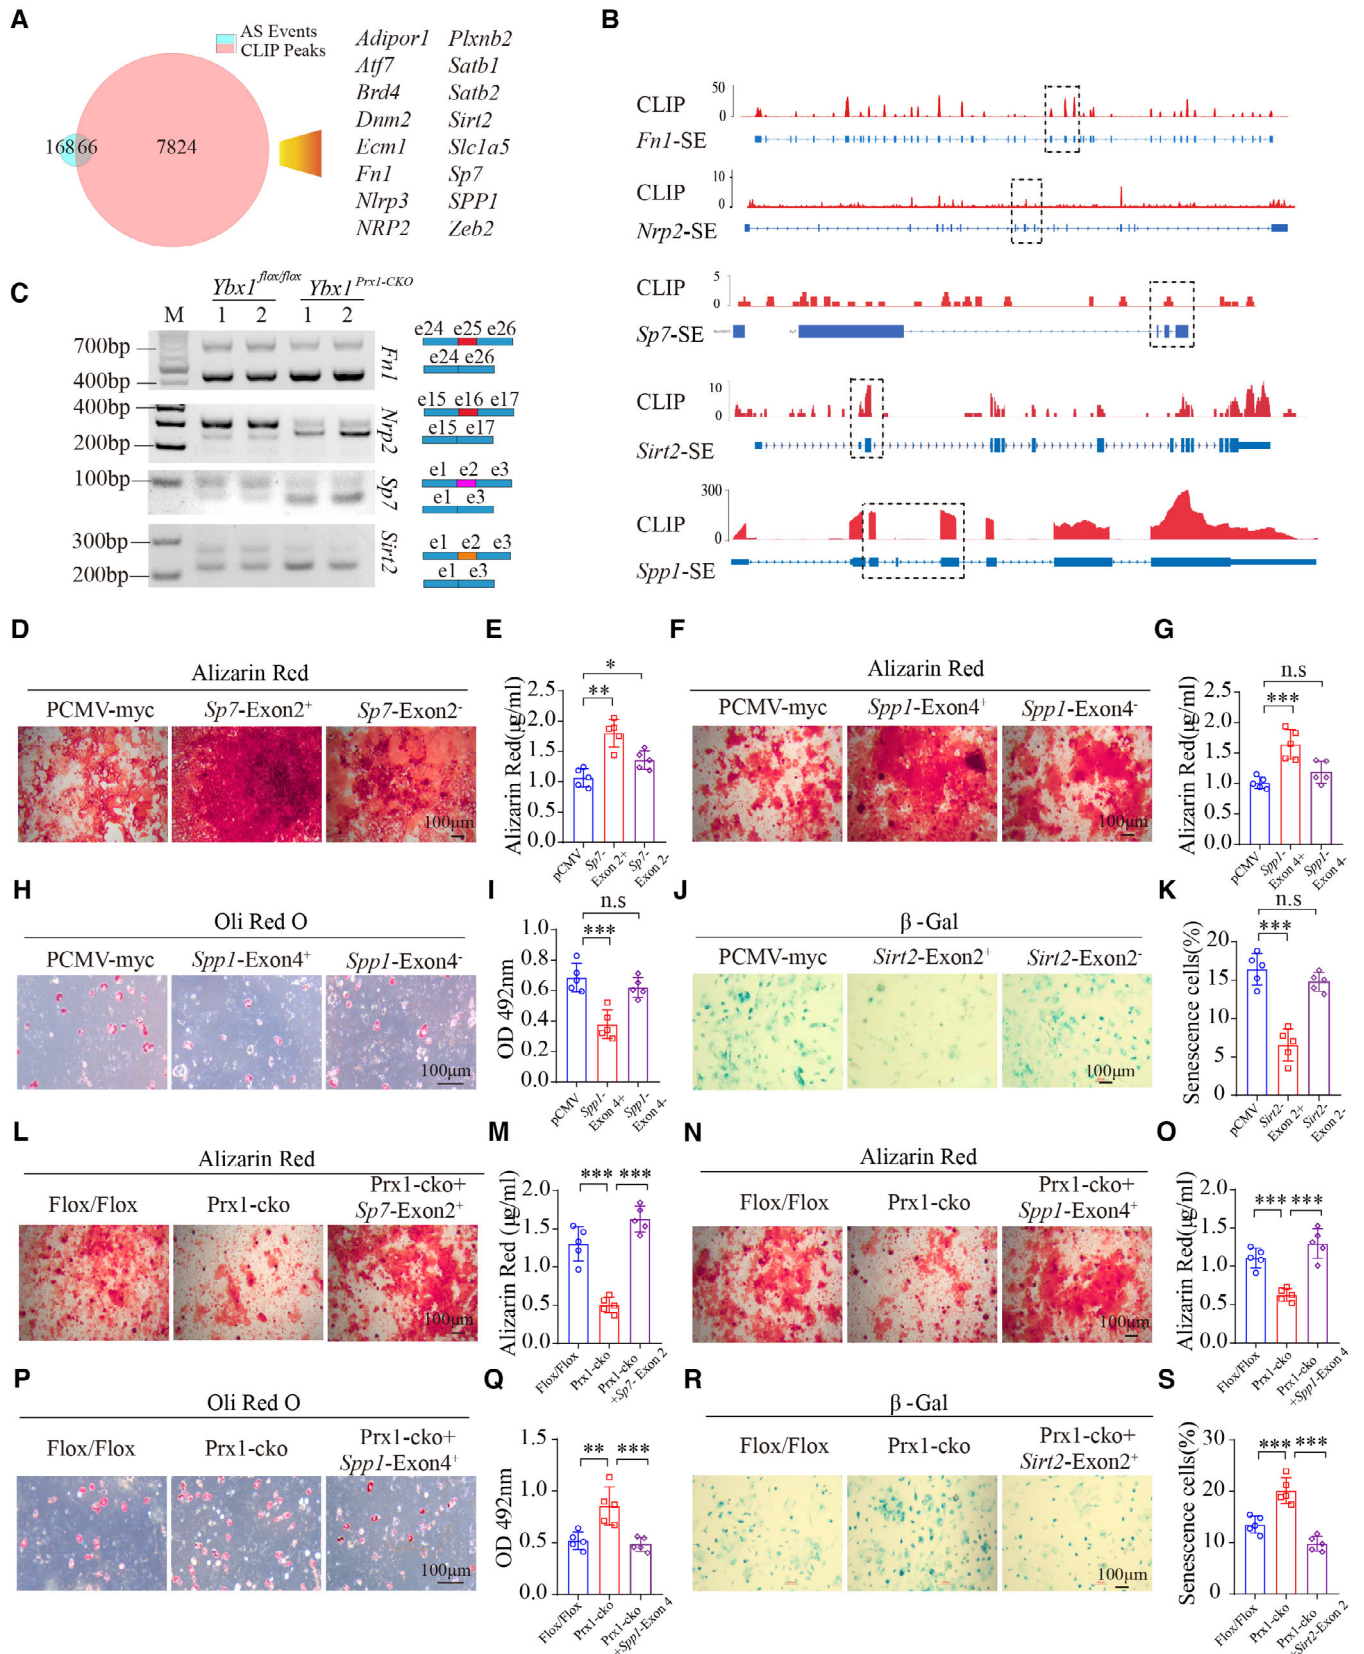 A
AS Events
CLIP Peaks
168 66 7824
Adipor1 Plxnb2
Atf7 Satb1
Brd4 Satb2
Dnm2 Sirt2
Ecm1 Slc1a5
Fn1 Sp7
Nlrp3 SPP1
NRP2 Zeb2
B
50
CLIP
0
Fn1-SE
10
CLIP
0
Nrp2-SE
5
CLIP
0
Sp7-SE
10
CLIP
0
Sirt2-SE
300
CLIP
0
Spp1-SE
C
Ybx1 flox/flox Ybx1 Prx1-CKO
M 1 2 1 2
700bp
400bp
Fn1
e24 e25 e26
e24 e26
400bp
200bp
Nrp2
e15 e16 e17
e15 e17
100bp
Sp7
e1 e2 e3
e1 e3
300bp
200bp
Sirt2
e1 e2 e3
e1 e3
D
Alizarin Red
PCMV-myc Sp7-Exon2+ Sp7-Exon2-
100μm
E
Alizarin Red(μg/ml)
2.5
2.0
1.5
1.0
0.5
0.0
*
**
pCMV
Sp7-
Exon 2+
Sp7-
Exon 2-
F
Alizarin Red
PCMV-myc Spp1-Exon4+ Spp1-Exon4-
100μm
G
Alizarin Red(μg/ml)
2.5
2.0
1.5
1.0
0.5
0.0
n.s
***
pCMV
Spp1-
Exon 4+
Spp1-
Exon 4-
H
Oli Red O
PCMV-myc Spp1-Exon4+ Spp1-Exon4-
100μm
I
OD 492nm
1.0
0.8
0.6
0.4
0.2
0.0
n.s
***
pCMV
Spp1-
Exon 4+
Spp1-
Exon 4-
J
β-Gal
PCMV-myc Sirt2-Exon2+ Sirt2-Exon2-
100μm
K
Senescence cells(%)
20
15
10
5
0
n.s
***
pCMV
Sirt2-
Exon 2+
Sirt2-
Exon 2-
L
Alizarin Red
Flox/Flox Prx1-cko Prx1-cko+
Sp7-Exon2+
100μm
M
Alizarin Red (μg/ml)
2.0
1.5
1.0
0.5
0.0
*** ***
Flox/Flox
Prx1-cko
Prx1-cko
+Sp7- Exon 2
N
Alizarin Red
Flox/Flox Prx1-cko Prx1-cko+
Spp1-Exon4+
100μm
O
Alizarin Red(μg/ml)
2.0
1.5
1.0
0.5
0.0
*** ***
Flox/Flox
Prx1-cko
Prx1-cko
+Spp1-Exon 4
P
Oli Red O
Flox/Flox Prx1-cko Prx1-cko+
Spp1-Exon4+
100μm
Q
OD 492nm
1.5
1.0
0.5
0.0
** ***
Flox/Flox
Prx1-cko
Prx1-cko
+Spp1-Exon 4
R
β -Gal
Flox/Flox Prx1-cko Prx1-cko+
Sirt2-Exon2+
100μm
S
Senescence cells(%)
30
20
10
0
*** ***
Flox/Flox
Prx1-cko
Prx1-cko
+Sirt2-Exon 2